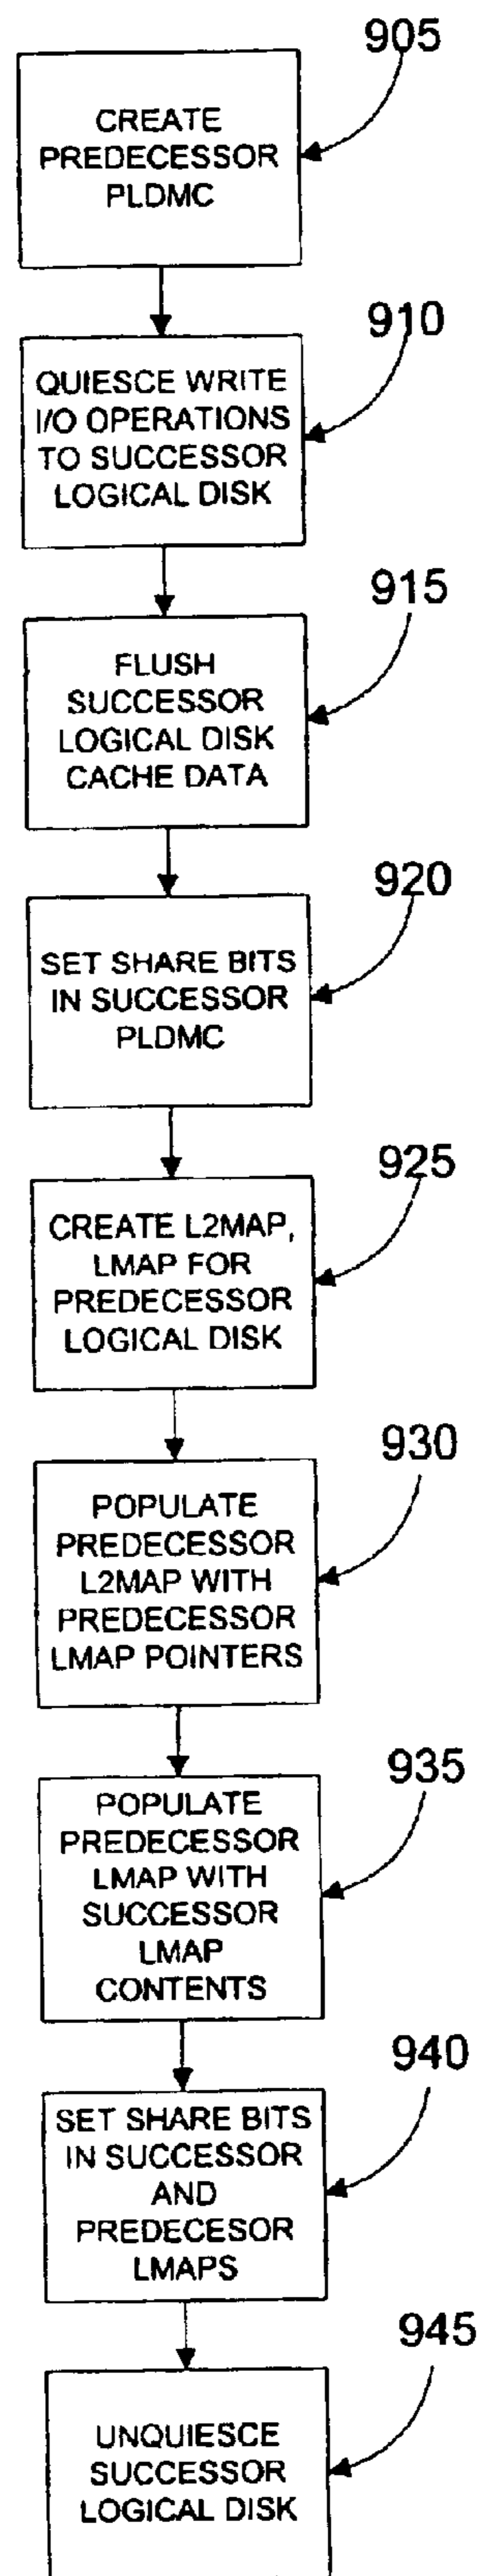 905
CREATE
PREDECESSOR
PLDMC
910
QUIESCE WRITE
I/O OPERATIONS
TO SUCCESSOR
LOGICAL DISK
915
FLUSH
SUCCESSOR
LOGICAL DISK
CACHE DATA
920
SET SHARE BITS
IN SUCCESSOR
PLDMC
925
CREATE L2MAP,
LMAP FOR
PREDECESSOR
LOGICAL DISK
930
POPULATE
PREDECESSOR
L2MAP WITH
PREDECESSOR
LMAP POINTERS
935
POPULATE
PREDECESSOR
LMAP WITH
SUCCESSOR
LMAP
CONTENTS
940
SET SHARE BITS
IN SUCCESSOR
AND
PREDECESOR
LMAPS
945
UNQUIESCE
SUCCESSOR
LOGICAL DISK